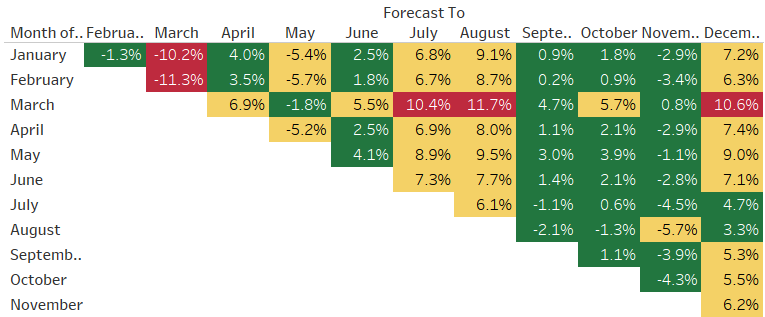 Forecast To
Month of.. Februa.. March April May June July August Septe.. October Novem.. Decem..
January -1.3% -10.2% 4.0% -5.4% 2.5% 6.8% 9.1% 0.9% 1.8% -2.9% 7.2%
February -11.3% 3.5% -5.7% 1.8% 6.7% 8.7% 0.2% 0.9% -3.4% 6.3%
March 6.9% -1.8% 5.5% 10.4% 11.7% 4.7% 5.7% 0.8% 10.6%
April -5.2% 2.5% 6.9% 8.0% 1.1% 2.1% -2.9% 7.4%
May 4.1% 8.9% 9.5% 3.0% 3.9% -1.1% 9.0%
June 7.3% 7.7% 1.4% 2.1% -2.8% 7.1%
July 6.1% -1.1% 0.6% -4.5% 4.7%
August -2.1% -1.3% -5.7% 3.3%
Septemb.. 1.1% -3.9% 5.3%
October -4.3% 5.5%
November 6.2%